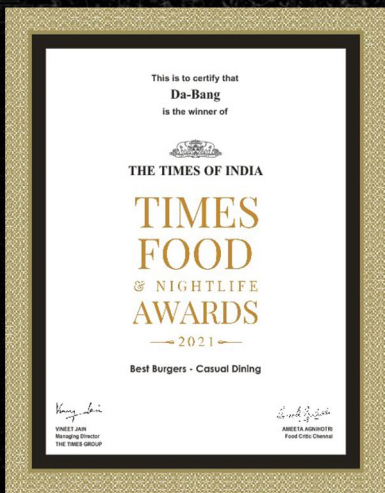 This is to certify that
Da-Bang
is the winner of
THE TIMES OF INDIA
TIMES
FOOD
& NIGHTLIFE
AWARDS
2021
Best Burgers - Casual Dining
VINEET JAIN
Managing Director
THE TIMES GROUP
AMEETA AGNIHOTRI
Food Critic Chennai